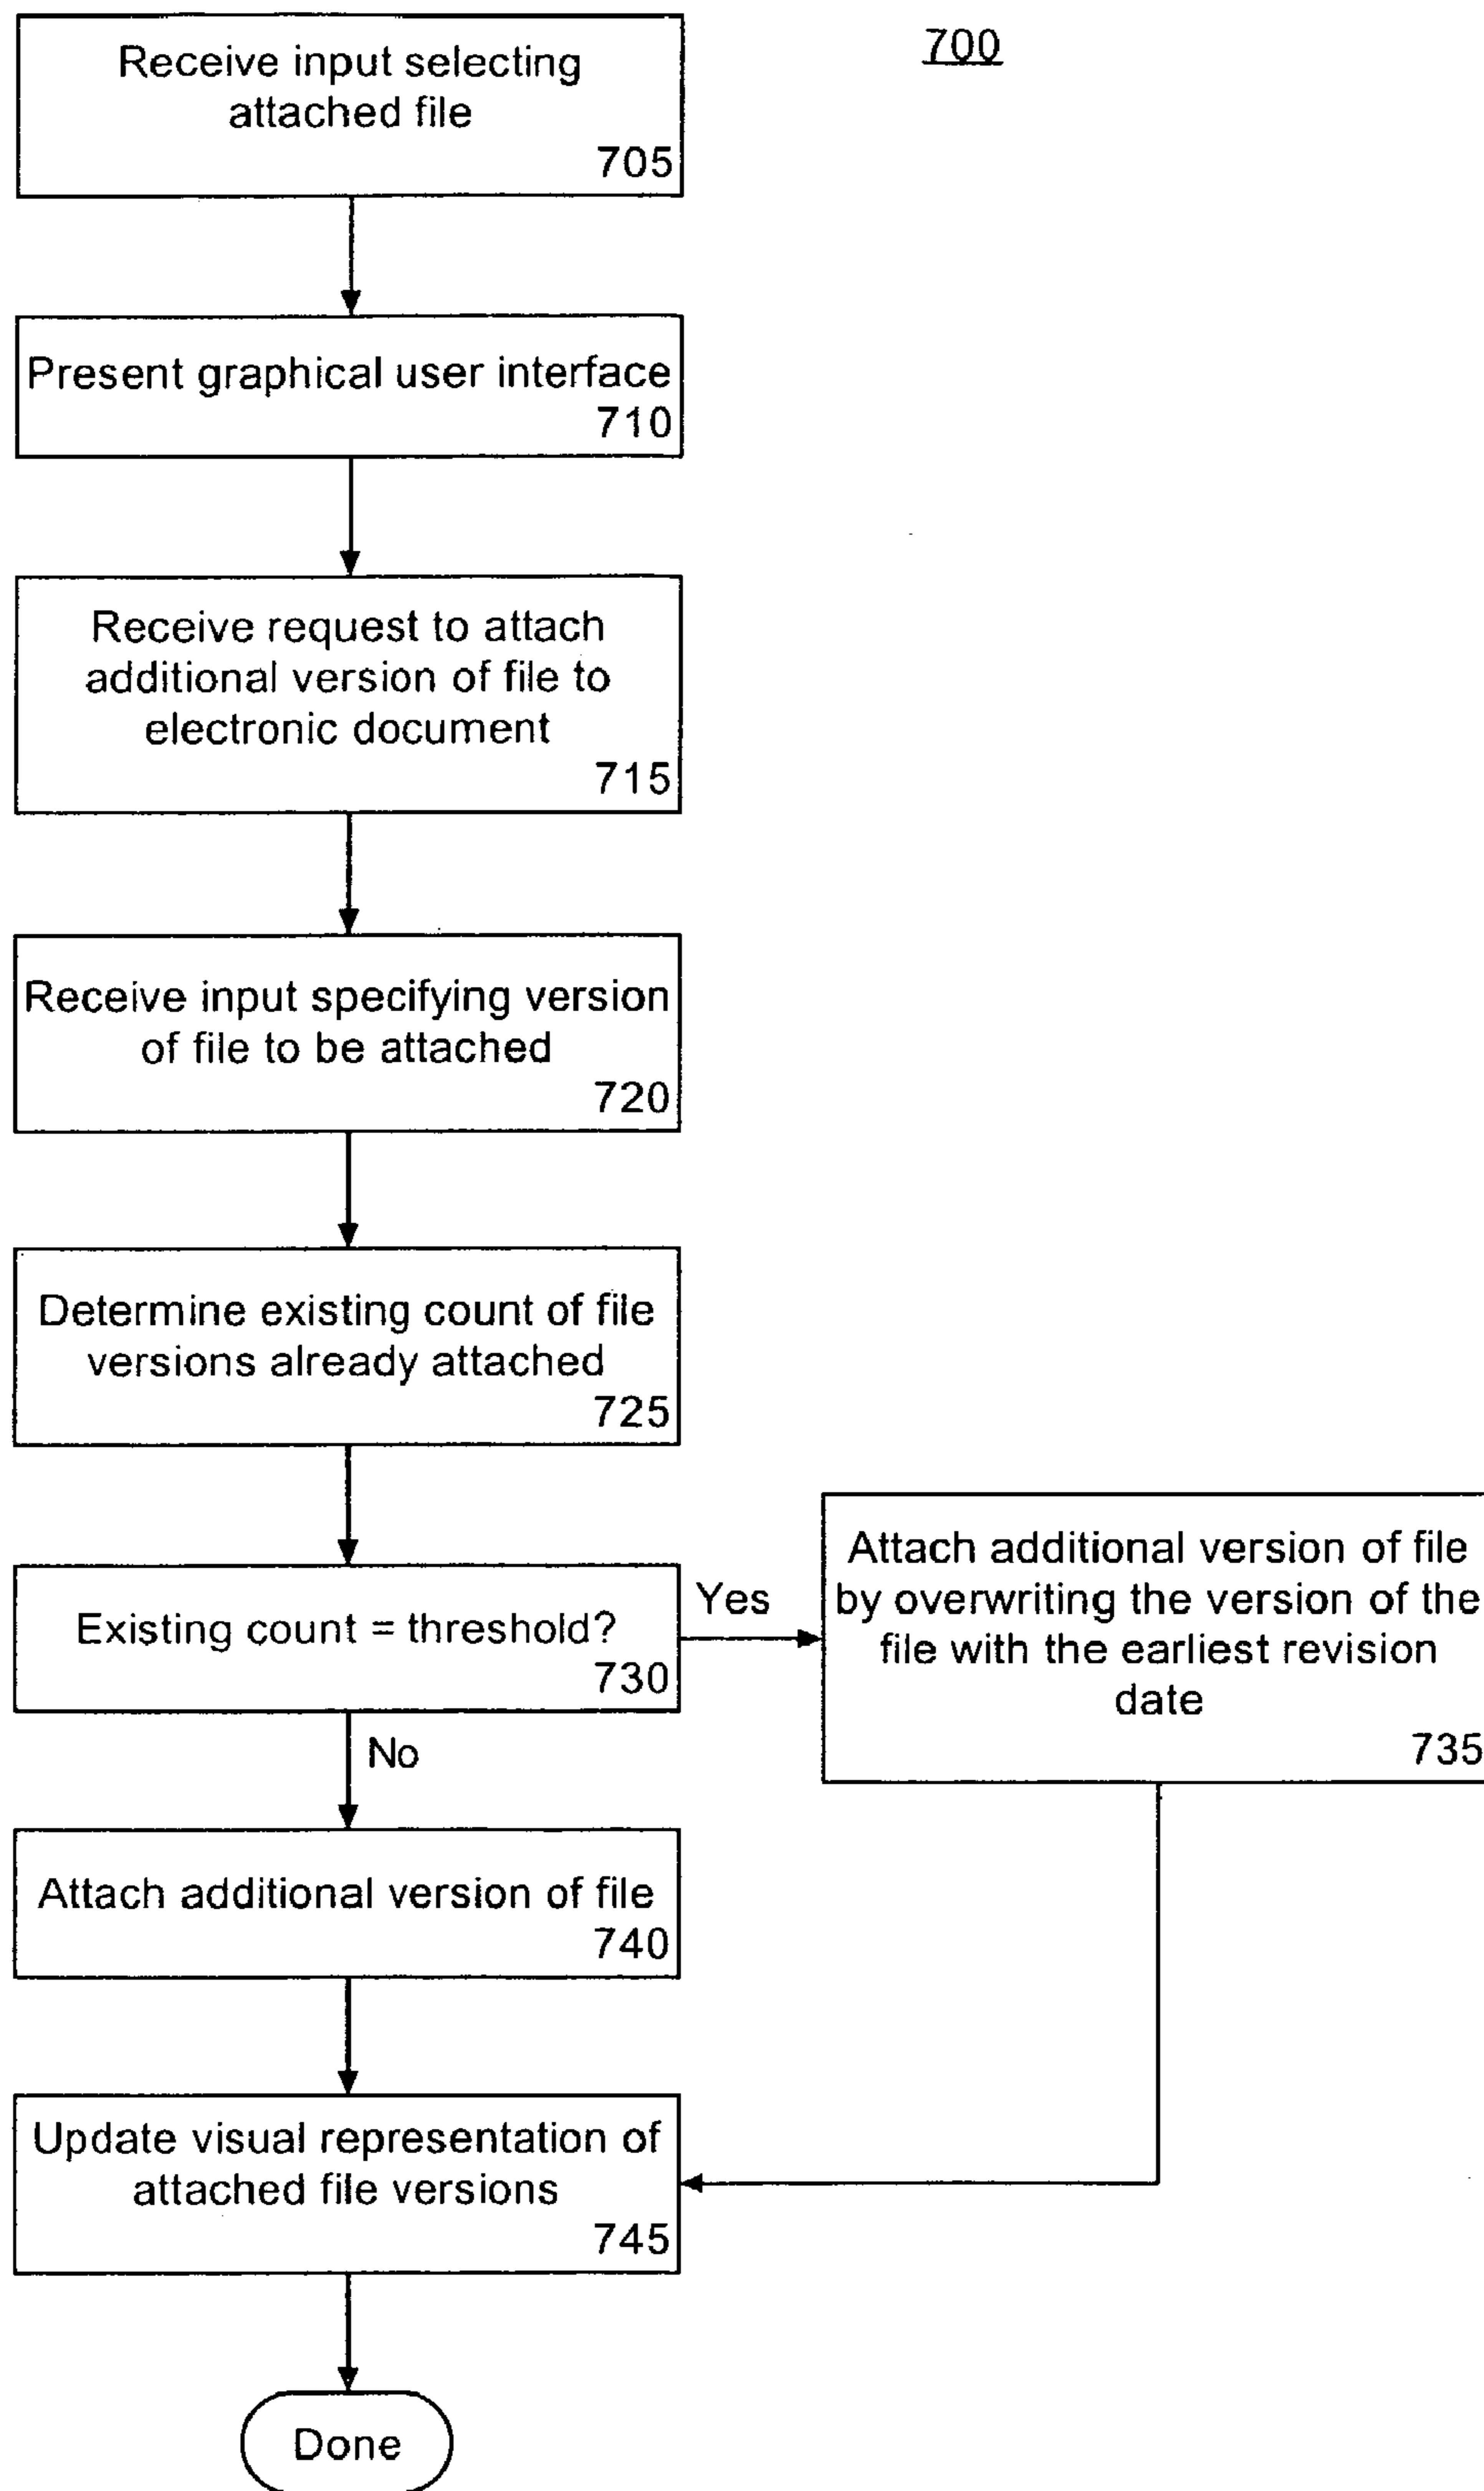 700
Receive input selecting
attached file
705
Present graphical user interface
710
Receive request to attach
additional version of file to
electronic document
715
Receive input specifying version
of file to be attached
720
Determine existing count of file
versions already attached
725
Existing count = threshold?
730
Yes
Attach additional version of file
by overwriting the version of the
file with the earliest revision
date
735
No
Attach additional version of file
740
Update visual representation of
attached file versions
745
Done